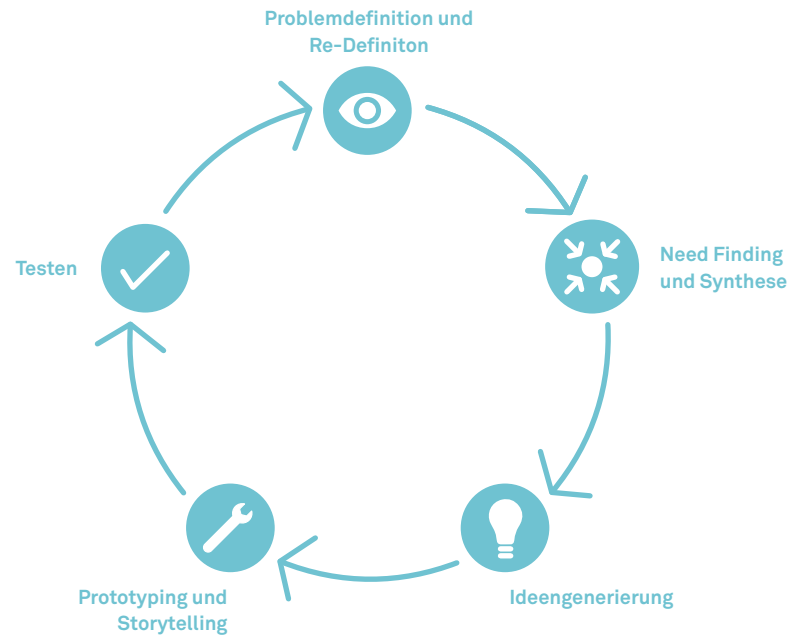 Problemdefinition und
Re-Definiton
Need Finding
und Synthese
Ideengenerierung
Prototyping und
Storytelling
Testen